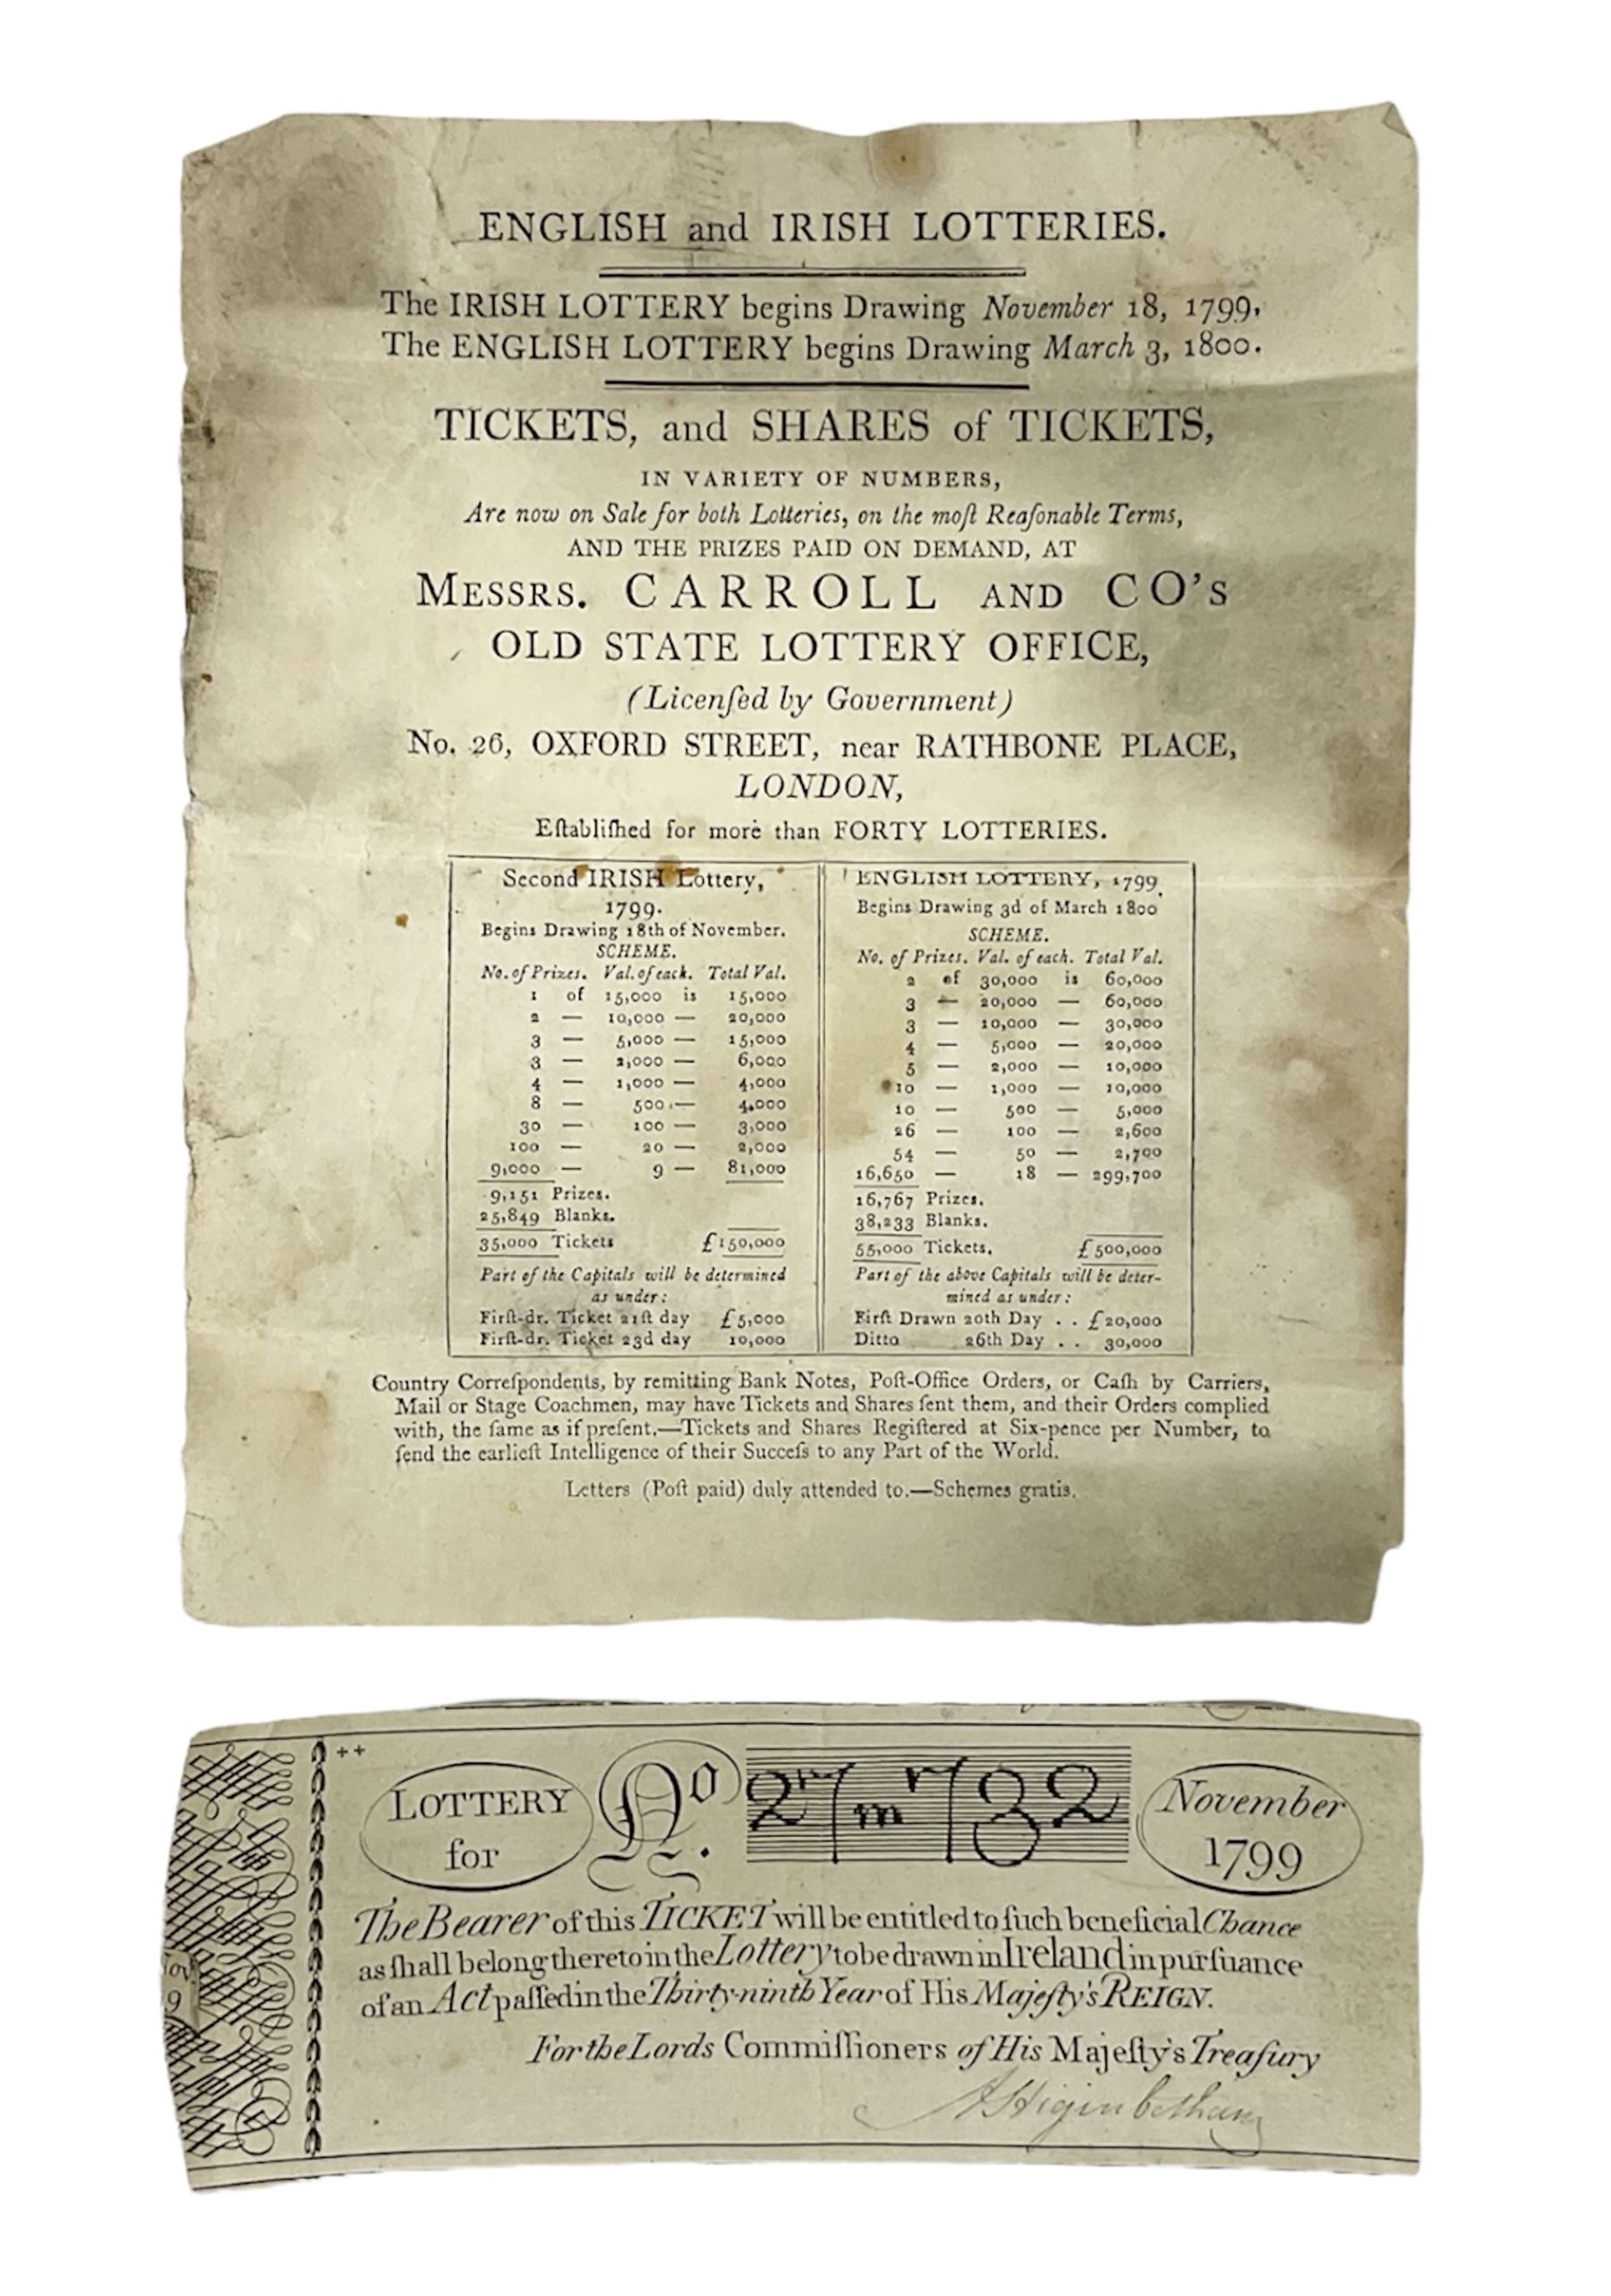 ENGLISH and IRISH LOTTERIES.
The IRISH LOTTERY begins Drawing November 18, 1799,
The ENGLISH LOTTERY begins Drawing March 3, 1800.
TICKETS, and SHARES of TICKETS,
IN VARIETY OF NUMBERS,
Are now on Sale for both Lotteries, on the moſt Reaſonable Terms,
AND THE PRIZES PAID ON DEMAND, AT
MESSRS. CARROLL AND CO's
OLD STATE LOTTERY OFFICE,
(Licenſed by Government)
No. 26, OXFORD STREET, near RATHBONE PLACE,
LONDON,
Eſtabliſhed for more than FORTY LOTTERIES.
Second IRISH Lottery,
1799.
Begins Drawing 18th of November.
SCHEME.
No. of Prizes. Val. of each. Total Val.
1 of 15,000 is 15,000
2 — 10,000 — 20,000
3 — 5,000 — 15,000
3 — 2,000 — 6,000
4 — 1,000 — 4,000
8 — 500 — 4,000
30 — 100 — 3,000
100 — 20 — 2,000
9,000 — 9 — 81,000
9,151 Prizes.
25,849 Blanks.
35,000 Tickets £150,000
Part of the Capitals will be determined
as under:
Firſt-dr. Ticket 21ſt day £5,000
Firſt-dr. Ticket 23d day 10,000
ENGLISH LOTTERY, 1799.
Begins Drawing 3d of March 1800
SCHEME.
No. of Prizes. Val. of each. Total Val.
2 of 30,000 is 60,000
3 — 20,000 — 60,000
3 — 10,000 — 30,000
4 — 5,000 — 20,000
5 — 2,000 — 10,000
10 — 1,000 — 10,000
10 — 500 — 5,000
26 — 100 — 2,600
54 — 50 — 2,700
16,650 — 18 — 299,700
16,767 Prizes.
38,233 Blanks.
55,000 Tickets. £500,000
Part of the above Capitals will be deter-
mined as under:
Firſt Drawn 20th Day . . £20,000
Ditto 26th Day . . 30,000
Country Correſpondents, by remitting Bank Notes, Poſt-Office Orders, or Caſh by Carriers,
Mail or Stage Coachmen, may have Tickets and Shares ſent them, and their Orders complied
with, the ſame as if preſent.—Tickets and Shares Regiſtered at Six-pence per Number, to
ſend the earlieſt Intelligence of their Succeſs to any Part of the World.
Letters (Poſt paid) duly attended to.—Schemes gratis.
++
LOTTERY
for
No.
November
1799
The Bearer of this TICKET will be entitled to ſuch beneficial Chance
as ſhall belong thereto in the Lottery to be drawn in Ireland in purſuance
of an Act paſſed in the Thirty-ninth Year of His Majeſty's REIGN.
For the Lords Commiſſioners of His Majeſty's Treaſury